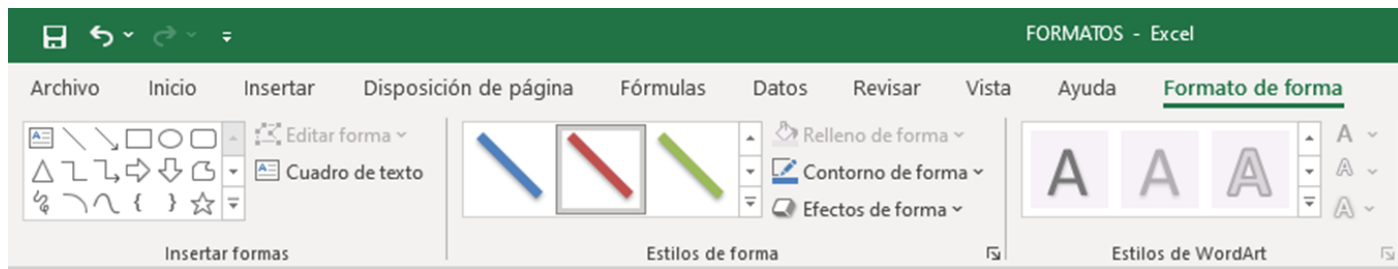 FORMATOS - Excel
Archivo Inicio Insertar Disposición de página Fórmulas Datos Revisar Vista Ayuda Formato de forma
Editar forma
Cuadro de texto
Insertar formas
Relleno de forma
Contorno de forma
Efectos de forma
Estilos de forma
A A A
A
A
A
Estilos de WordArt